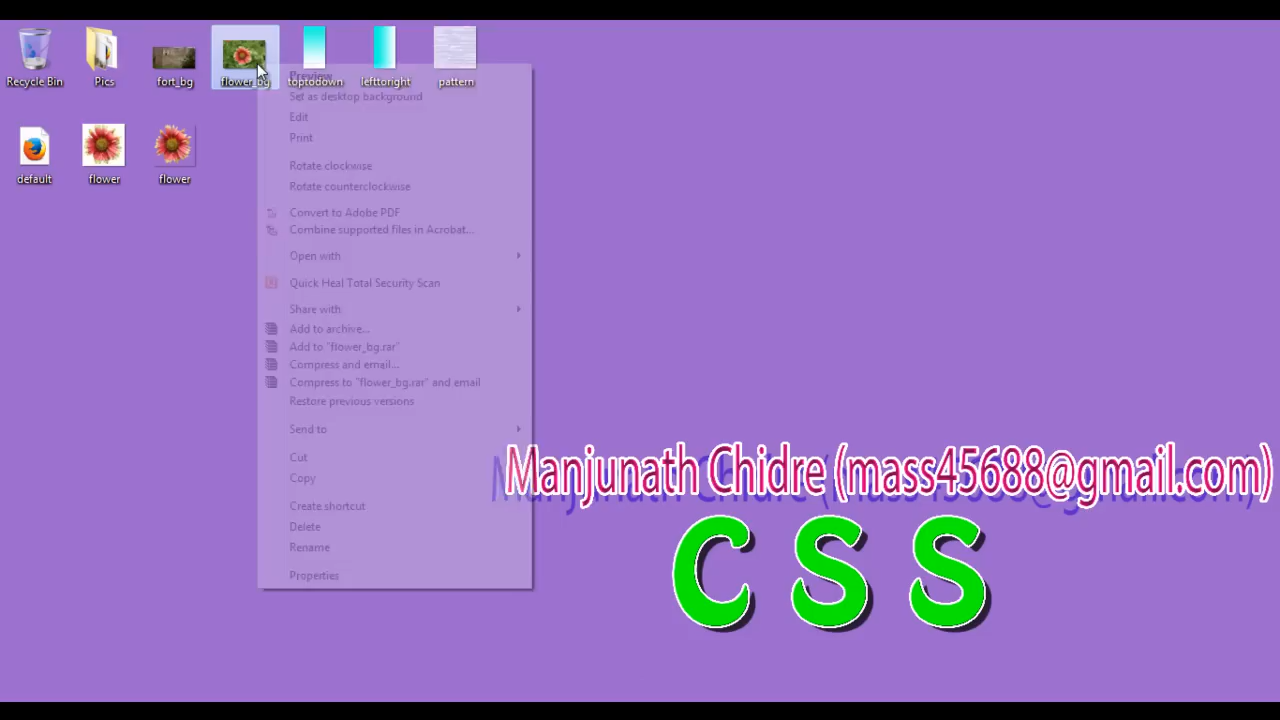 Recycle Bin
Pics
fort_bg
flower_bg
toptodown
lefttoright
pattern
default
flower
flower
Preview
Set as desktop background
Edit
Print
Rotate clockwise
Rotate counterclockwise
Convert to Adobe PDF
Combine supported files in Acrobat...
Open with
Quick Heal Total Security Scan
Share with
Add to archive...
Add to "flower_bg.rar"
Compress and email...
Compress to "flower_bg.rar" and email
Restore previous versions
Send to
Cut
Copy
Create shortcut
Delete
Rename
Properties
Manjunath Chidre (mass45688@gmail.com)
C S S